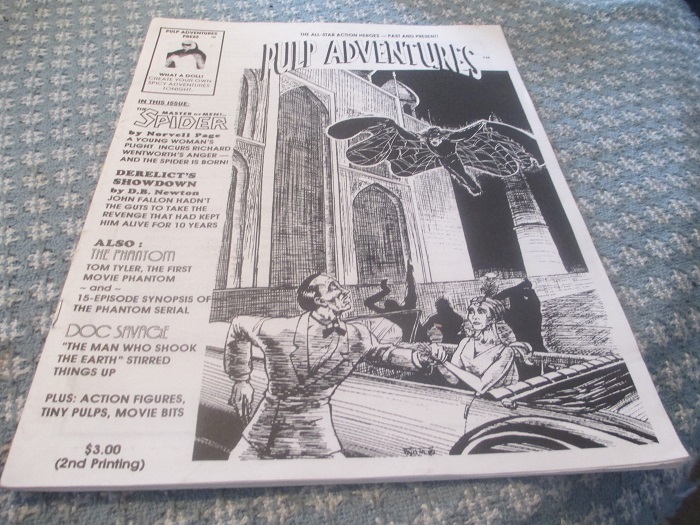 PULP ADVENTURES
PRESS
WHAT A DOLL!
CREATE YOUR OWN
SPICY ADVENTURES
TONIGHT.
THE ALL-STAR ACTION HEROES — PAST AND PRESENT!
PULP ADVENTURES™
IN THIS ISSUE:
THE MASTER OF MEN!
SPIDER
by Norvell Page
A YOUNG WOMAN'S
PLIGHT INCURS RICHARD
WENTWORTH'S ANGER —
AND THE SPIDER IS BORN!
DERELICT'S
SHOWDOWN
by D.B. Newton
JOHN FALLON HADN'T
THE GUTS TO TAKE THE
REVENGE THAT HAD KEPT
HIM ALIVE FOR 10 YEARS
ALSO:
THE PHANTOM
TOM TYLER, THE FIRST
MOVIE PHANTOM
~ and ~
15-EPISODE SYNOPSIS OF
THE PHANTOM SERIAL
DOC SAVAGE
"THE MAN WHO SHOOK
THE EARTH" STIRRED
THINGS UP
PLUS: ACTION FIGURES,
TINY PULPS, MOVIE BITS
$3.00
(2nd Printing)